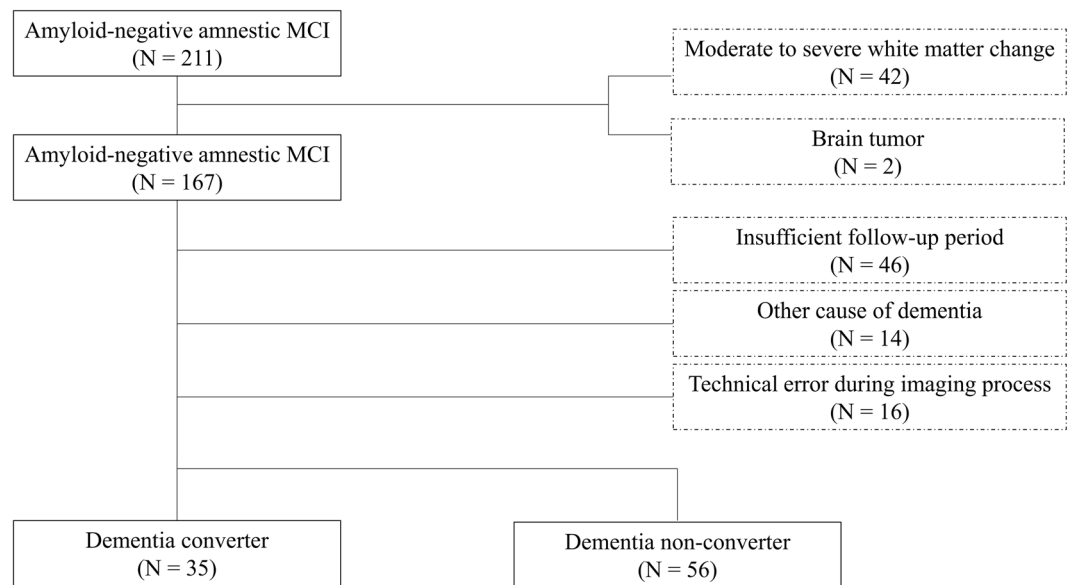 Amyloid-negative amnestic MCI
(N = 211)
Moderate to severe white matter change
(N = 42)
Brain tumor
(N = 2)
Amyloid-negative amnestic MCI
(N = 167)
Insufficient follow-up period
(N = 46)
Other cause of dementia
(N = 14)
Technical error during imaging process
(N = 16)
Dementia converter
(N = 35)
Dementia non-converter
(N = 56)